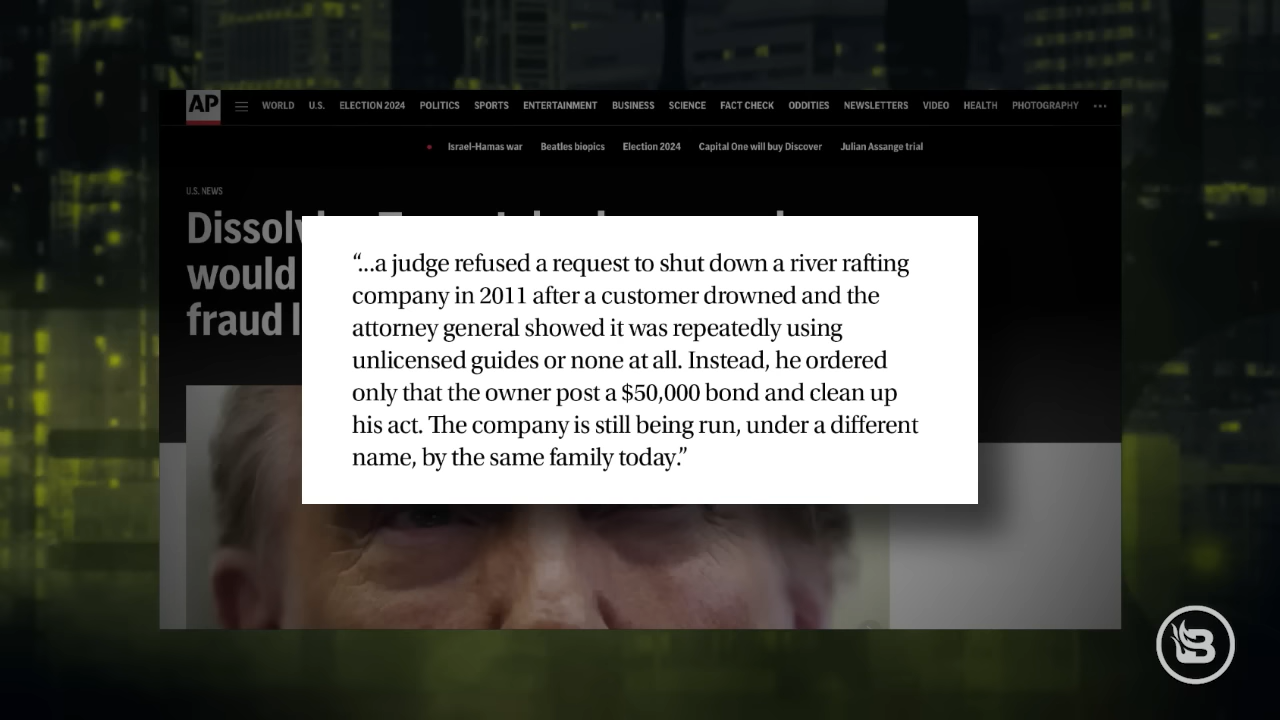 AP
WORLD U.S. ELECTION 2024 POLITICS SPORTS ENTERTAINMENT BUSINESS SCIENCE FACT CHECK ODDITIES NEWSLETTERS VIDEO HEALTH PHOTOGRAPHY
Israel-Hamas war Beatles biopics Election 2024 Capital One will buy Discover Julian Assange trial
U.S. NEWS
would
fraud
“...a judge refused a request to shut down a river rafting
company in 2011 after a customer drowned and the
attorney general showed it was repeatedly using
unlicensed guides or none at all. Instead, he ordered
only that the owner post a $50,000 bond and clean up
his act. The company is still being run, under a different
name, by the same family today.”
B